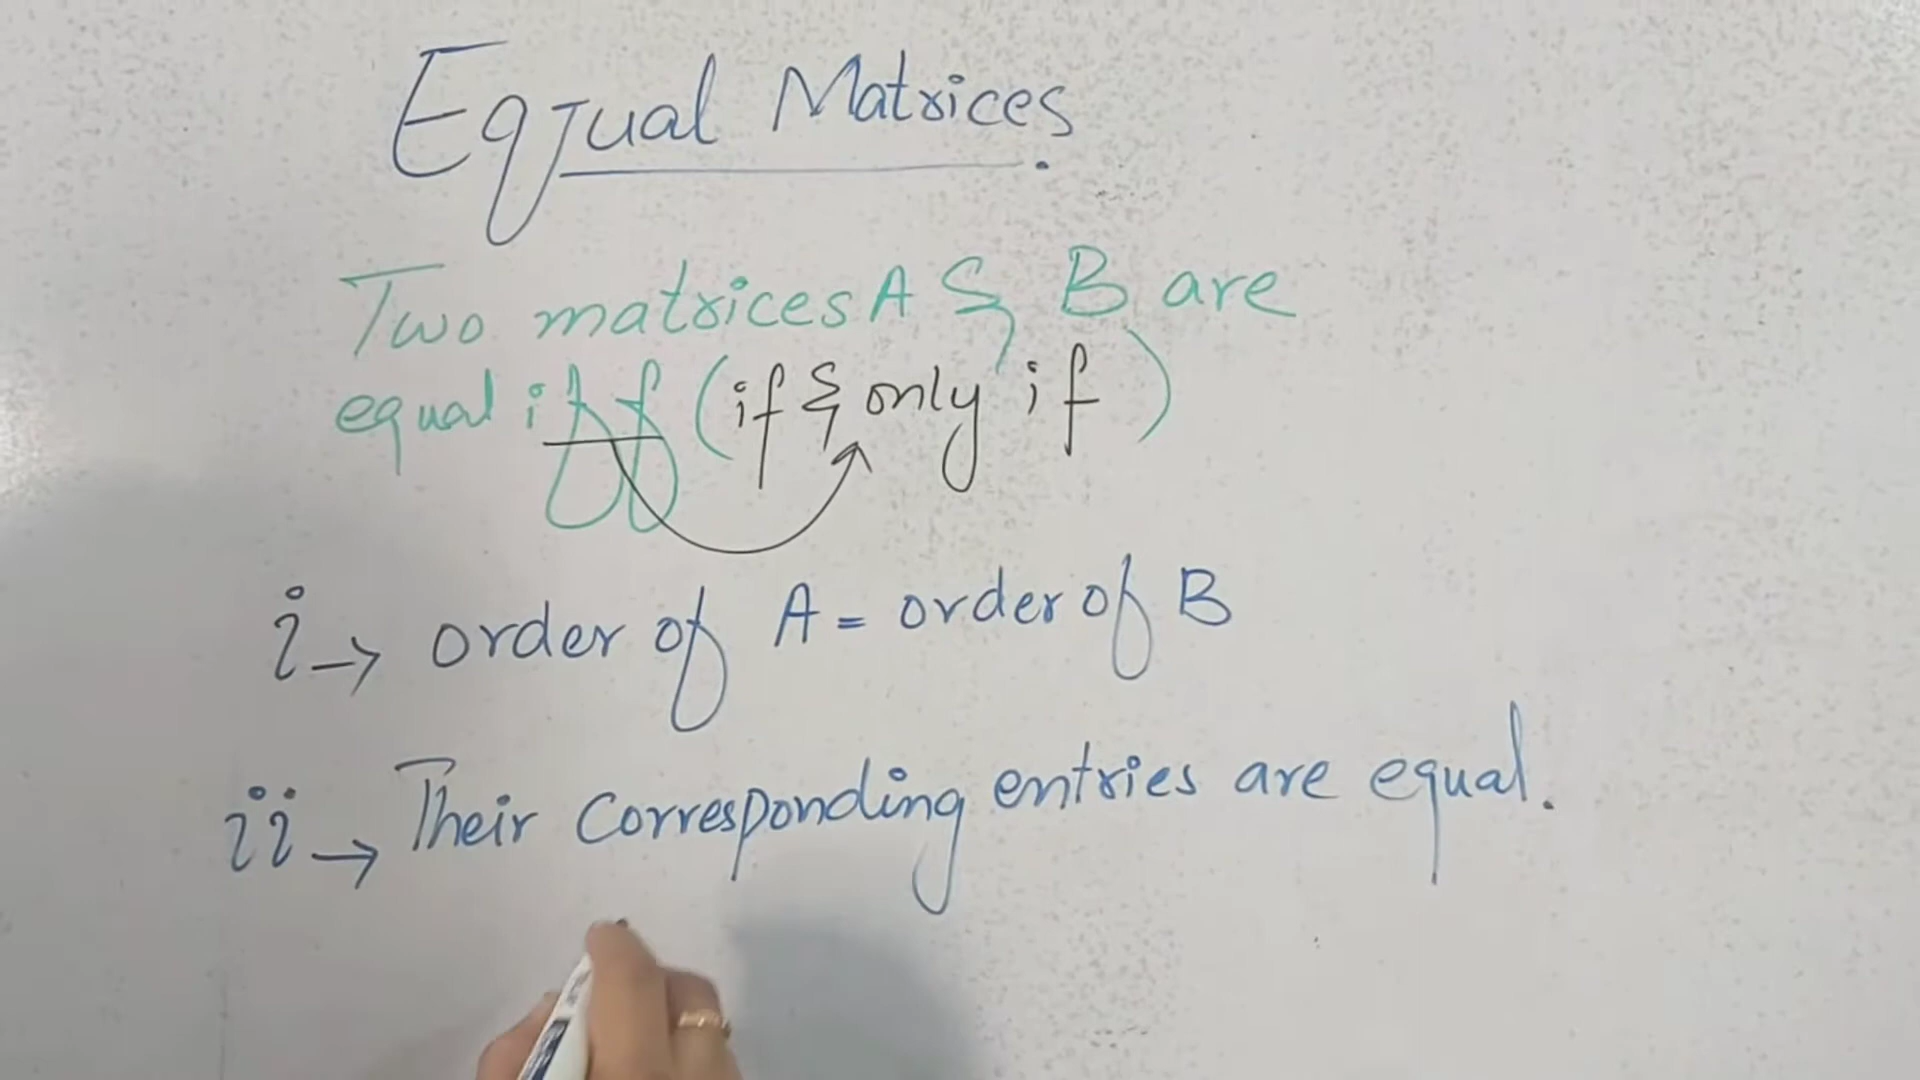 Equal Matrices.
Two matrices A & B are
equal iff (if & only if)
i → order of A = order of B
ii → Their corresponding entries are equal.